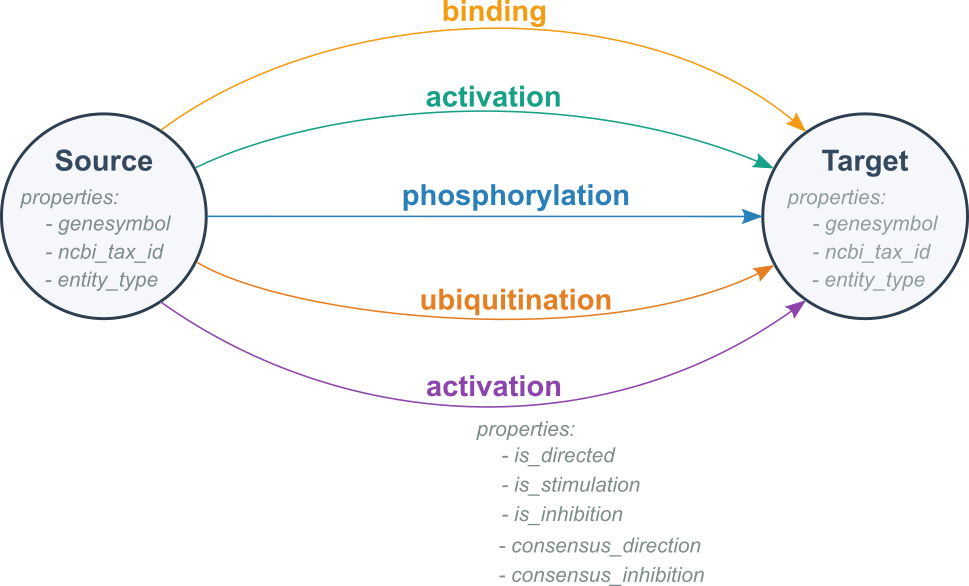 binding
activation
phosphorylation
ubiquitination
activation
Source
properties:
- genesymbol
- ncbi_tax_id
- entity_type
Target
properties:
- genesymbol
- ncbi_tax_id
- entity_type
properties:
- is_directed
- is_stimulation
- is_inhibition
- consensus_direction
- consensus_inhibition